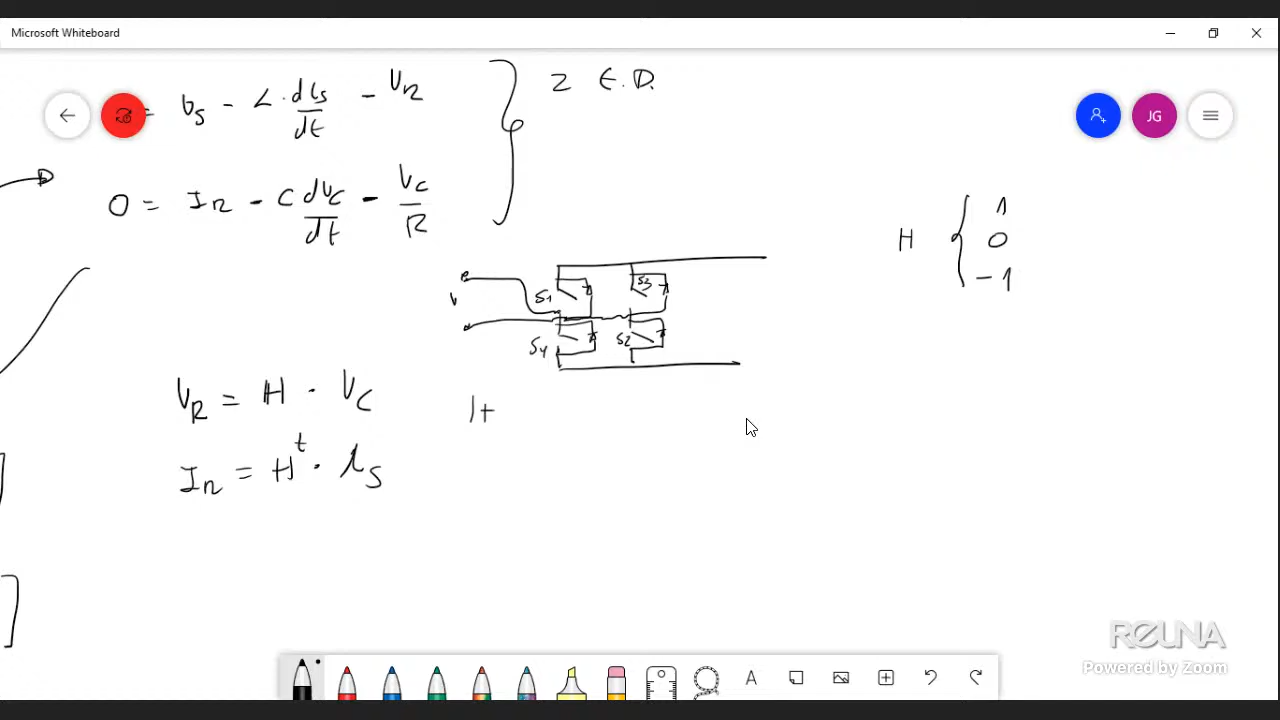 Microsoft Whiteboard
= υs - L · dis/dt - VR
2 E.D.
JG
0 = IR - C dVC/dt - VC/R
H { 1
0
-1
S1
S3
V
S4
S2
VR = H · VC
H
IR = H^t · is
A
REUNA
Powered by Zoom